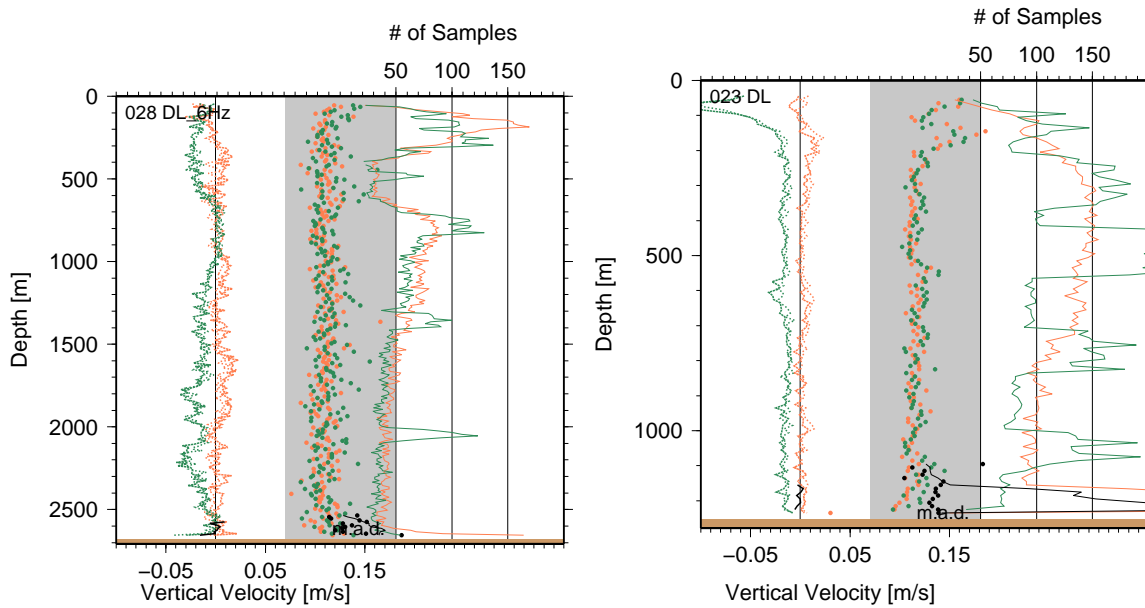 # of Samples
50 100 150
0
500
1000
1500
2000
2500
Depth [m]
028 DL_6Hz
m.a.d.
−0.05 0.05 0.15
Vertical Velocity [m/s]
# of Samples
50 100 150
0
500
1000
Depth [m]
023 DL
m.a.d.
−0.05 0.05 0.15
Vertical Velocity [m/s]